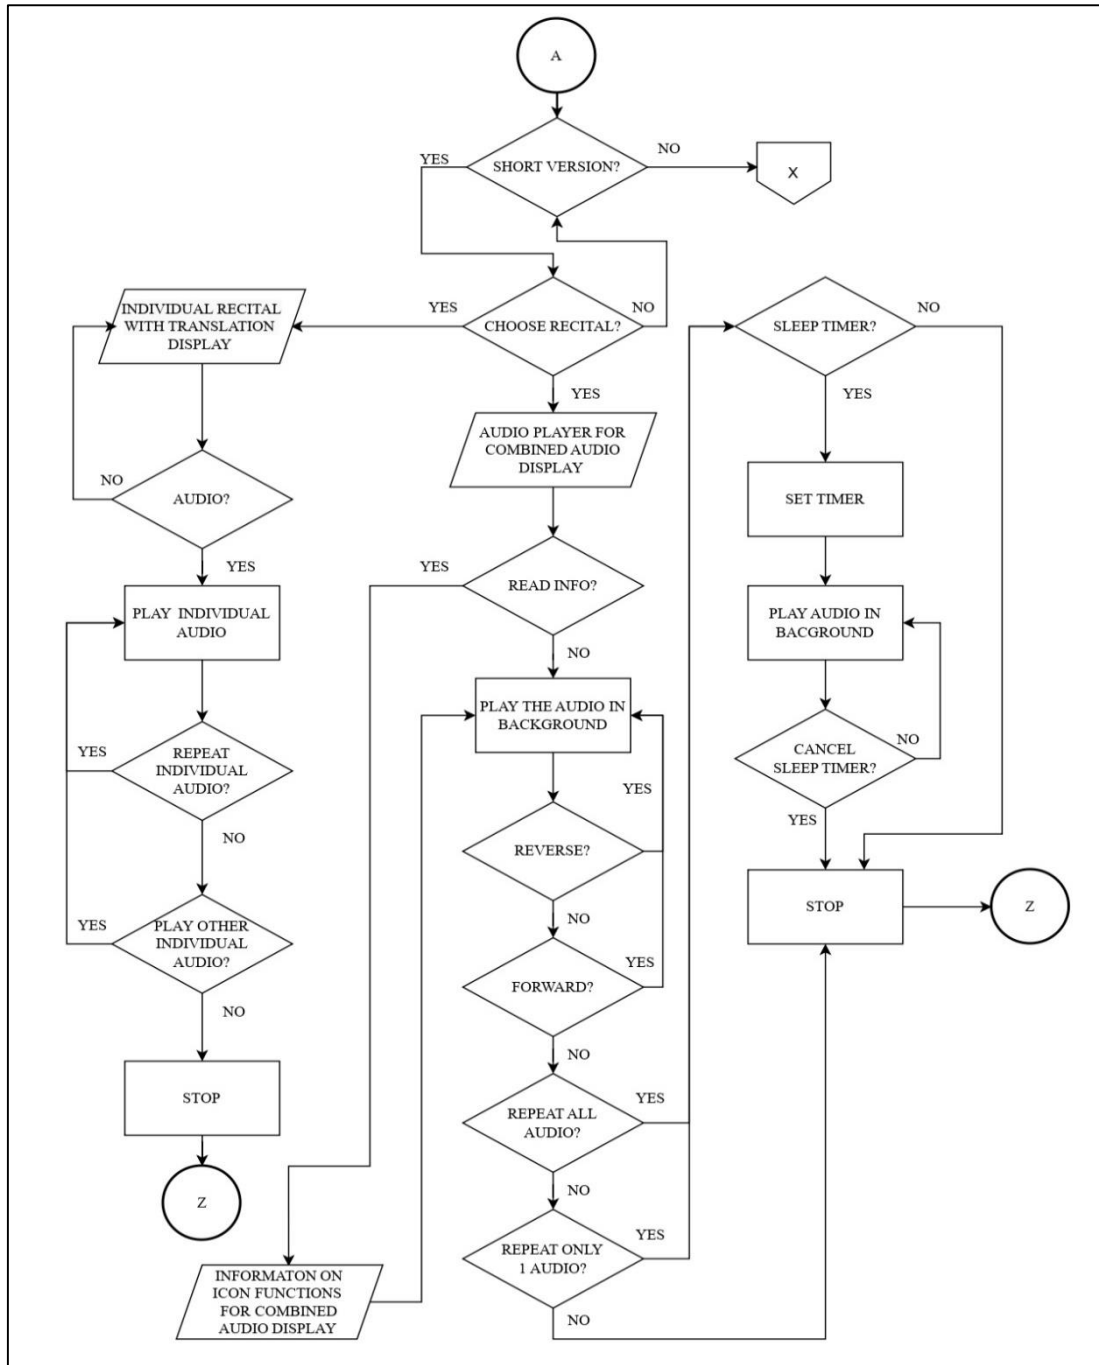 A
YES
SHORT VERSION?
NO
X
INDIVIDUAL RECITAL
WITH TRANSLATION
DISPLAY
YES
CHOOSE RECITAL?
NO
YES
AUDIO PLAYER FOR
COMBINED AUDIO
DISPLAY
SLEEP TIMER?
NO
YES
NO
AUDIO?
YES
SET TIMER
YES
READ INFO?
NO
PLAY INDIVIDUAL
AUDIO
PLAY AUDIO IN
BACGROUND
PLAY THE AUDIO IN
BACKGROUND
YES
REPEAT
INDIVIDUAL
AUDIO?
NO
CANCEL
SLEEP TIMER?
NO
YES
YES
REVERSE?
NO
YES
PLAY OTHER
INDIVIDUAL
AUDIO?
NO
YES
FORWARD?
NO
STOP
Z
STOP
Z
REPEAT ALL
AUDIO?
YES
NO
REPEAT ONLY
1 AUDIO?
YES
NO
INFORMATON ON
ICON FUNCTIONS
FOR COMBINED
AUDIO DISPLAY